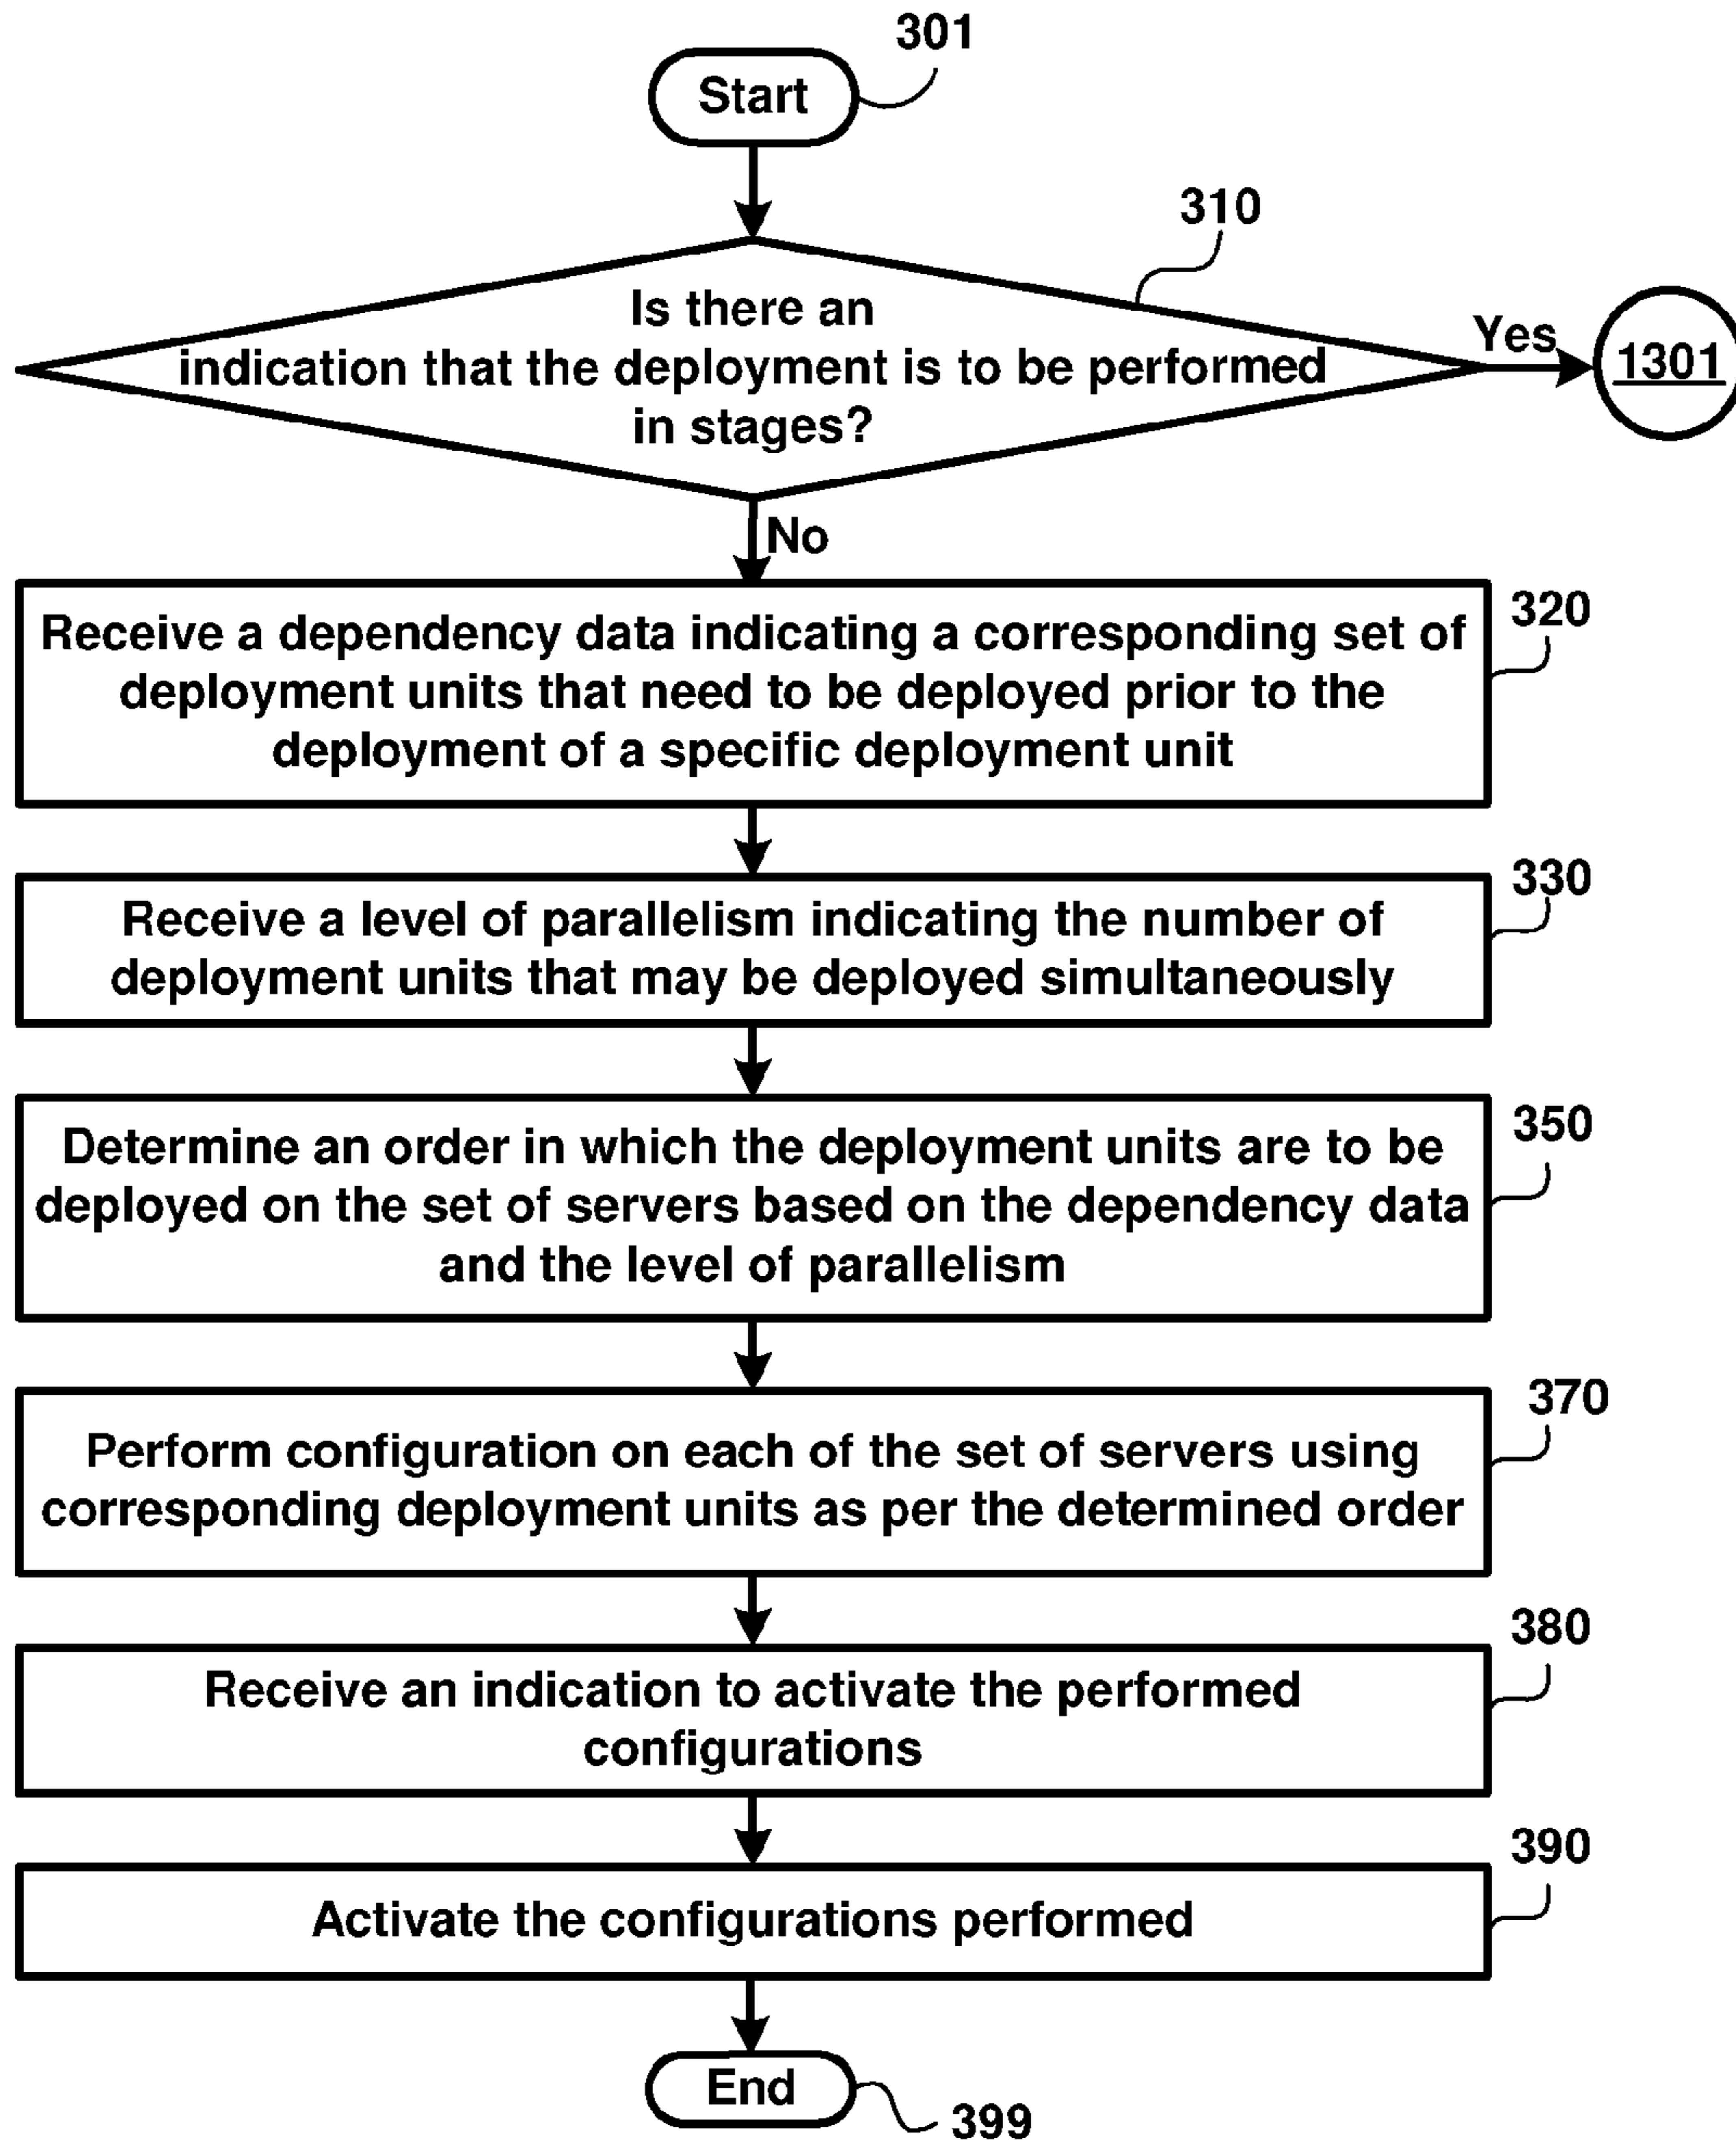 301
Start
310
Is there an
indication that the deployment is to be performed
in stages?
Yes
1301
No
320
Receive a dependency data indicating a corresponding set of
deployment units that need to be deployed prior to the
deployment of a specific deployment unit
330
Receive a level of parallelism indicating the number of
deployment units that may be deployed simultaneously
350
Determine an order in which the deployment units are to be
deployed on the set of servers based on the dependency data
and the level of parallelism
370
Perform configuration on each of the set of servers using
corresponding deployment units as per the determined order
380
Receive an indication to activate the performed
configurations
390
Activate the configurations performed
End
399